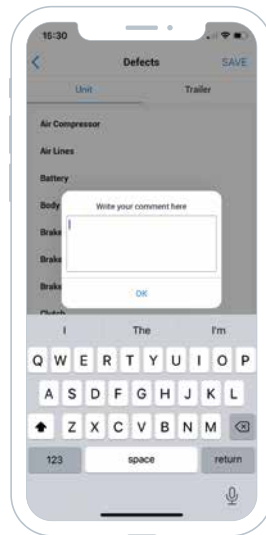 15:30
Defects SAVE
Unit Trailer
Air Compressor
Air Lines
Battery
Body
Write your comment here
Brake
Brake
Brake
OK
Clutch
I The I'm
Q W E R T Y U I O P
A S D F G H J K L
Z X C V B N M
123 space return